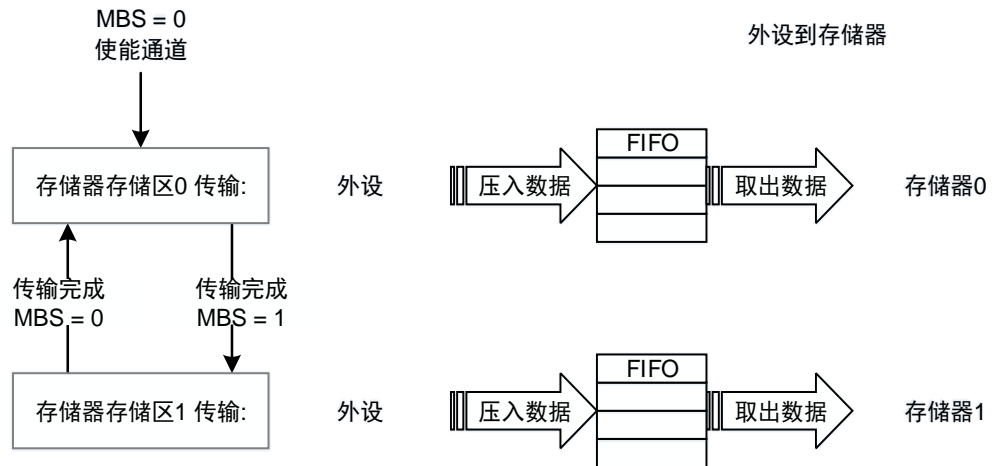 MBS = 0
使能通道
外设到存储器
FIFO
存储器存储区0 传输:
外设
压入数据
取出数据
存储器0
传输完成
MBS = 0
传输完成
MBS = 1
FIFO
存储器存储区1 传输:
外设
压入数据
取出数据
存储器1